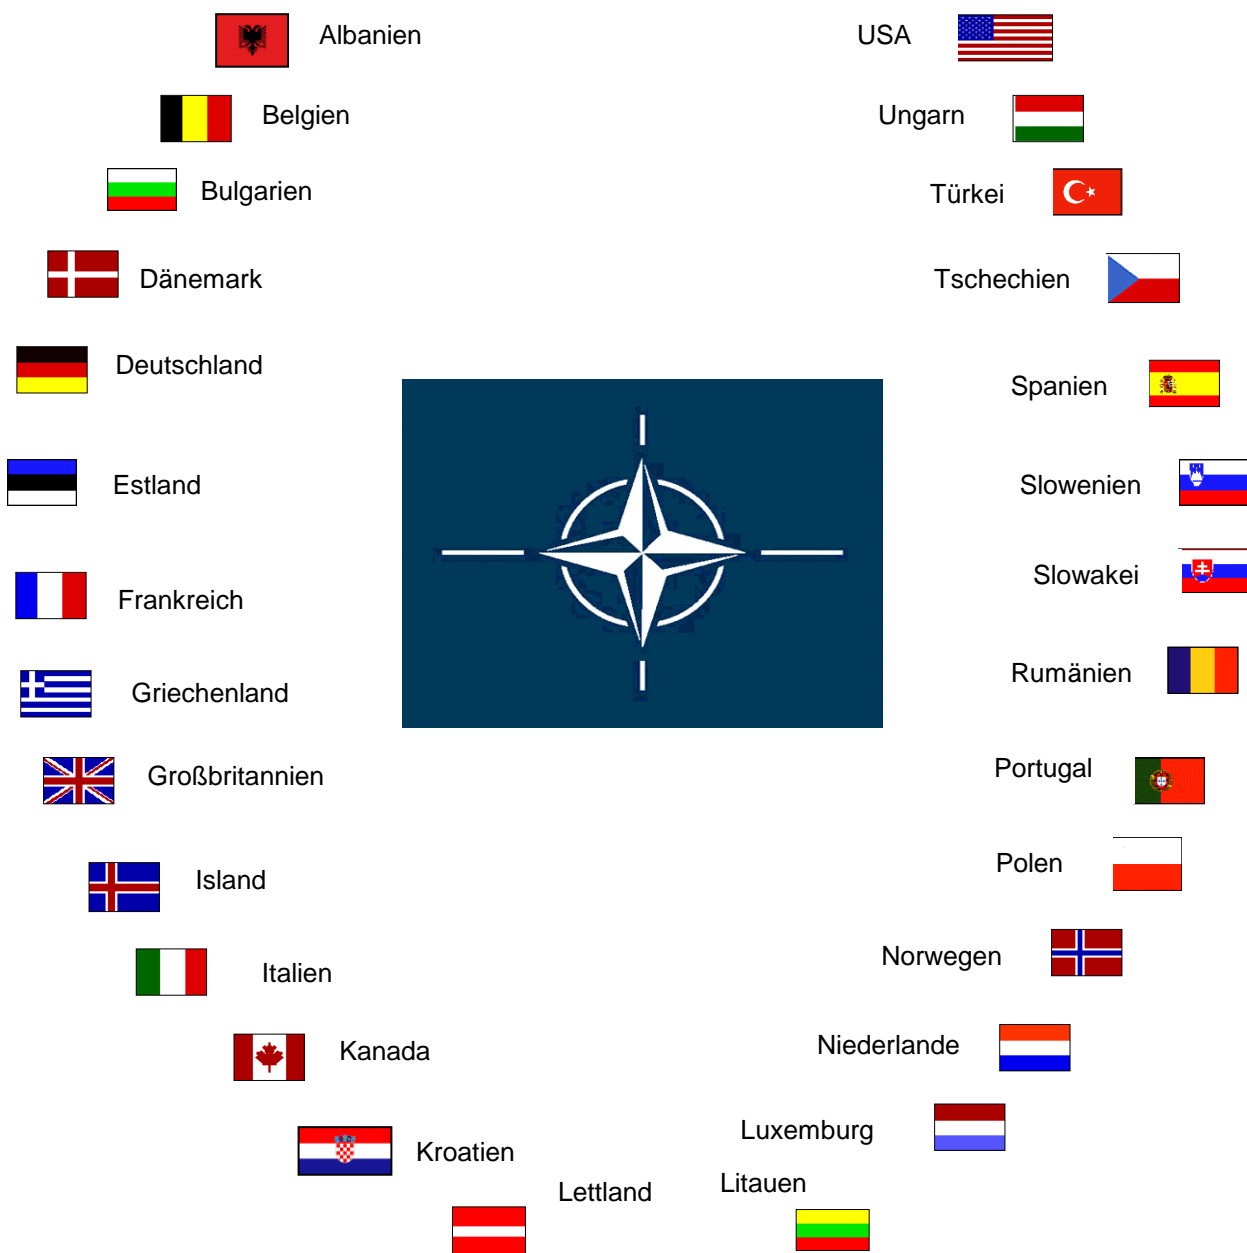 Albanien
USA
Belgien
Ungarn
Bulgarien
Türkei
Dänemark
Tschechien
Deutschland
Spanien
Estland
Slowenien
Frankreich
Slowakei
Griechenland
Rumänien
Großbritannien
Portugal
Island
Polen
Italien
Norwegen
Kanada
Niederlande
Kroatien
Luxemburg
Lettland
Litauen